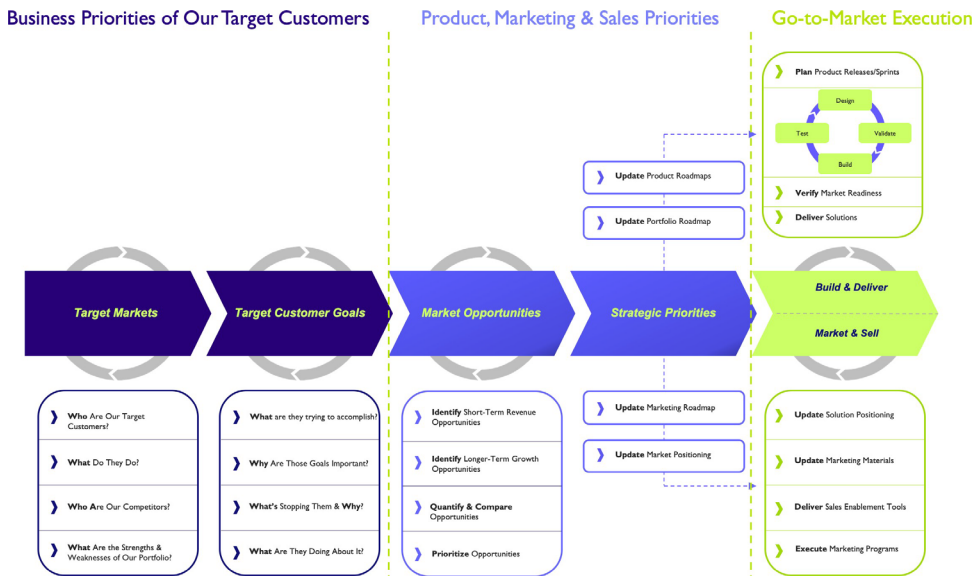 Business Priorities of Our Target Customers
Product, Marketing & Sales Priorities
Go-to-Market Execution
Plan Product Releases/Sprints
Design
Test
Validate
Build
Verify Market Readiness
Deliver Solutions
Update Product Roadmaps
Update Portfolio Roadmap
Target Markets
Target Customer Goals
Market Opportunities
Strategic Priorities
Build & Deliver
Market & Sell
Who Are Our Target
Customers?
What Do They Do?
Who Are Our Competitors?
What Are the Strengths &
Weaknesses of Our Portfolio?
What are they trying to accomplish?
Why Are Those Goals Important?
What's Stopping Them & Why?
What Are They Doing About It?
Identify Short-Term Revenue
Opportunities
Identify Longer-Term Growth
Opportunities
Quantify & Compare
Opportunities
Prioritize Opportunities
Update Marketing Roadmap
Update Market Positioning
Update Solution Positioning
Update Marketing Materials
Deliver Sales Enablement Tools
Execute Marketing Programs